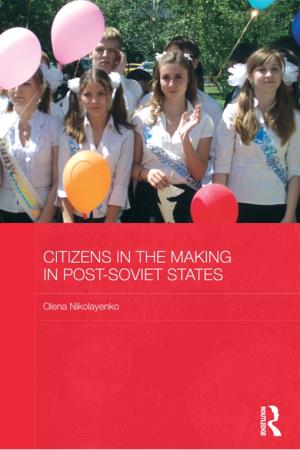 CITIZENS IN THE MAKING
IN POST-SOVIET STATES
Olena Nikolayenko
ROUTLEDGE